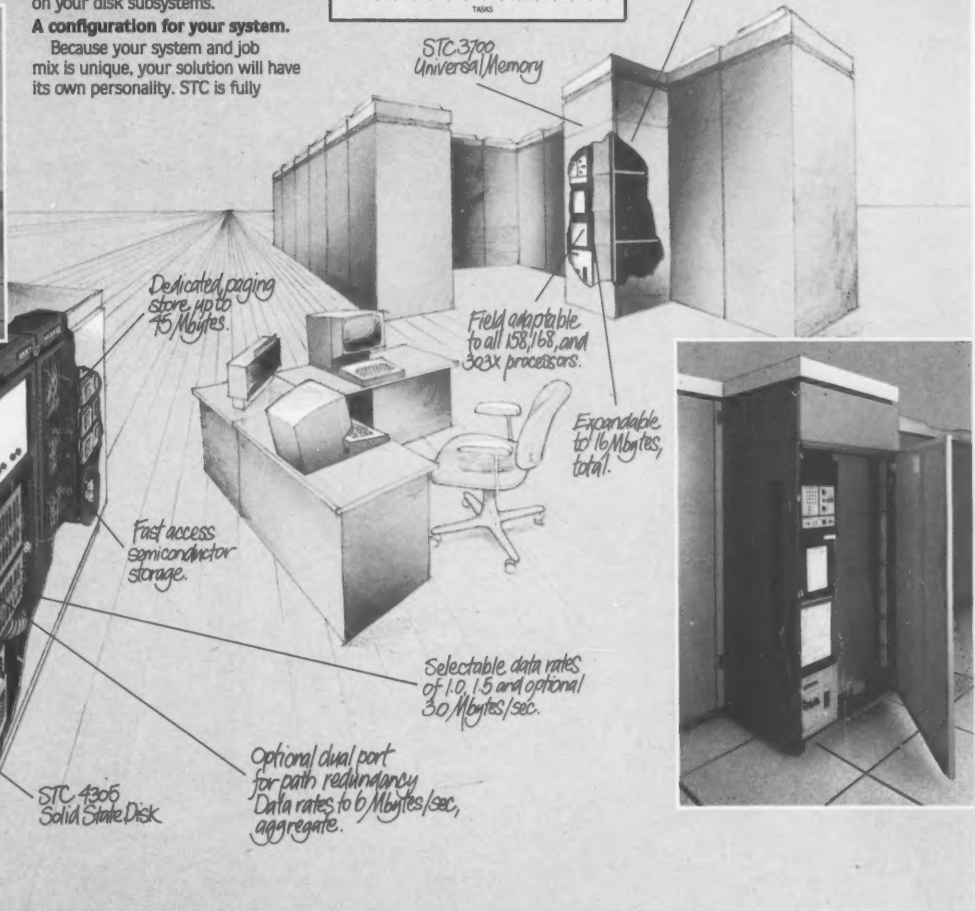 on your disk subsystems.
A configuration for your system.
Because your system and job
mix is unique, your solution will have
its own personality. STC is fully
TASKS
STC 3700
Universal Memory
Dedicated paging
store up to
45 Mbytes.
Field adaptable
to all 158, 168, and
303x processors.
Expandable
to 16 Mbytes,
total.
Fast access
semiconductor
storage.
Selectable data rates
of 1.0, 1.5 and optional
3.0 Mbytes/sec.
Optional dual port
for path redundancy
Data rates to 6 Mbytes/sec,
aggregate.
STC 4305
Solid State Disk